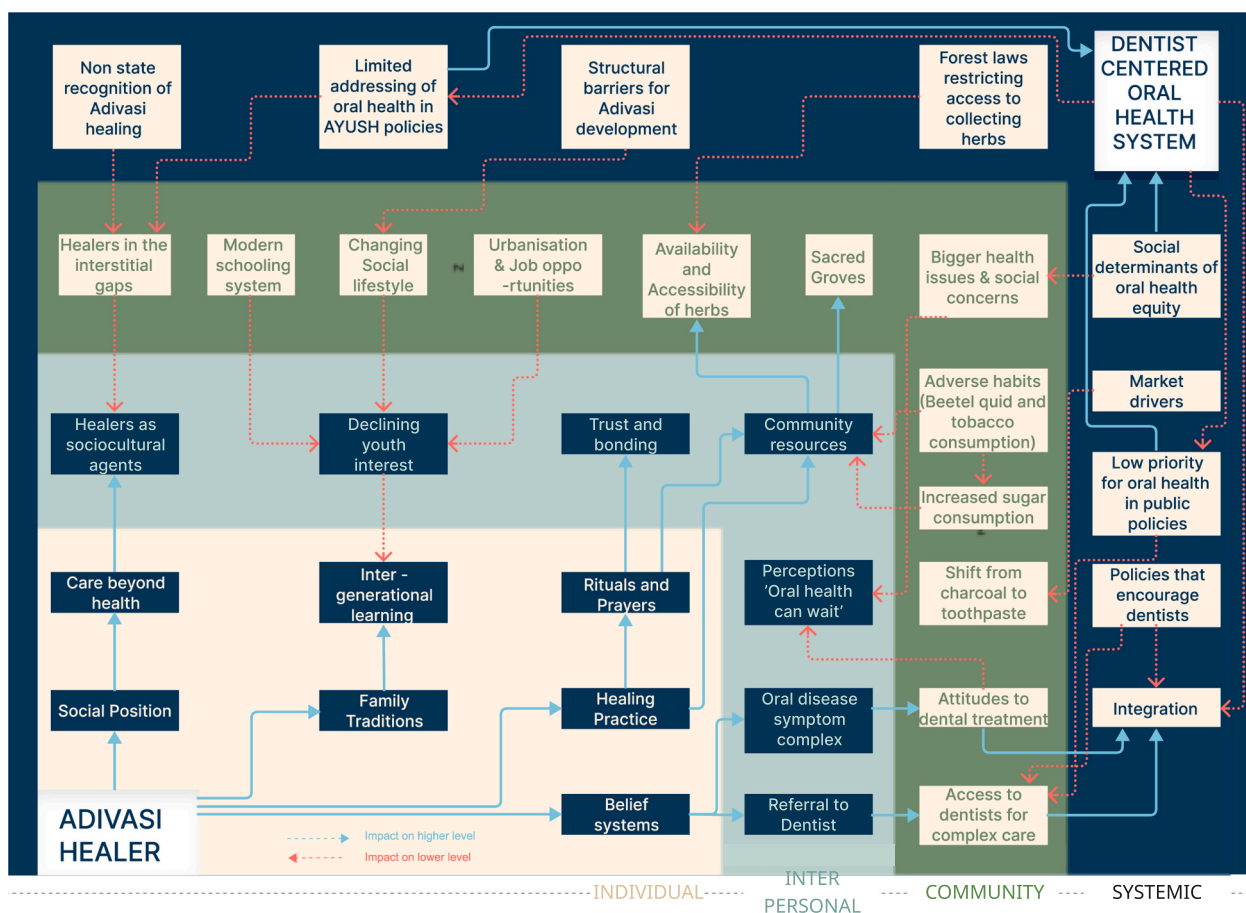 Non state
recognition of
Adivasi
healing
Limited
addressing of
oral health in
AYUSH policies
Structural
barriers for
Adivasi
development
Forest laws
restricting
access to
collecting
herbs
DENTIST
CENTERED
ORAL
HEALTH
SYSTEM
Healers in the
interstitial
gaps
Modern
schooling
system
Changing
Social
lifestyle
Urbanisation
& Job oppo
-rtunities
Availability
and
Accessibility
of herbs
Sacred
Groves
Bigger health
issues & social
concerns
Social
determinants of
oral health
equity
Healers as
sociocultural
agents
Declining
youth
interest
Trust and
bonding
Community
resources
Adverse habits
(Beetel quid and
tobacco
consumption)
Market
drivers
Increased sugar
consumption
Low priority
for oral health
in public
policies
Care beyond
health
Inter -
generational
learning
Rituals and
Prayers
Perceptions
'Oral health
can wait'
Shift from
charcoal to
toothpaste
Policies that
encourage
dentists
Social Position
Family
Traditions
Healing
Practice
Oral disease
symptom
complex
Attitudes to
dental treatment
Integration
ADIVASI
HEALER
Belief
systems
Referral to
Dentist
Access to
dentists for
complex care
Impact on higher level
Impact on lower level
INDIVIDUAL
INTER
PERSONAL
COMMUNITY
SYSTEMIC